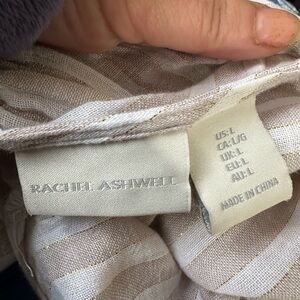 RACHEL ASHWELL
US:L
CA:L/G
UK:L
EU:L
AU:L
MADE IN CHINA